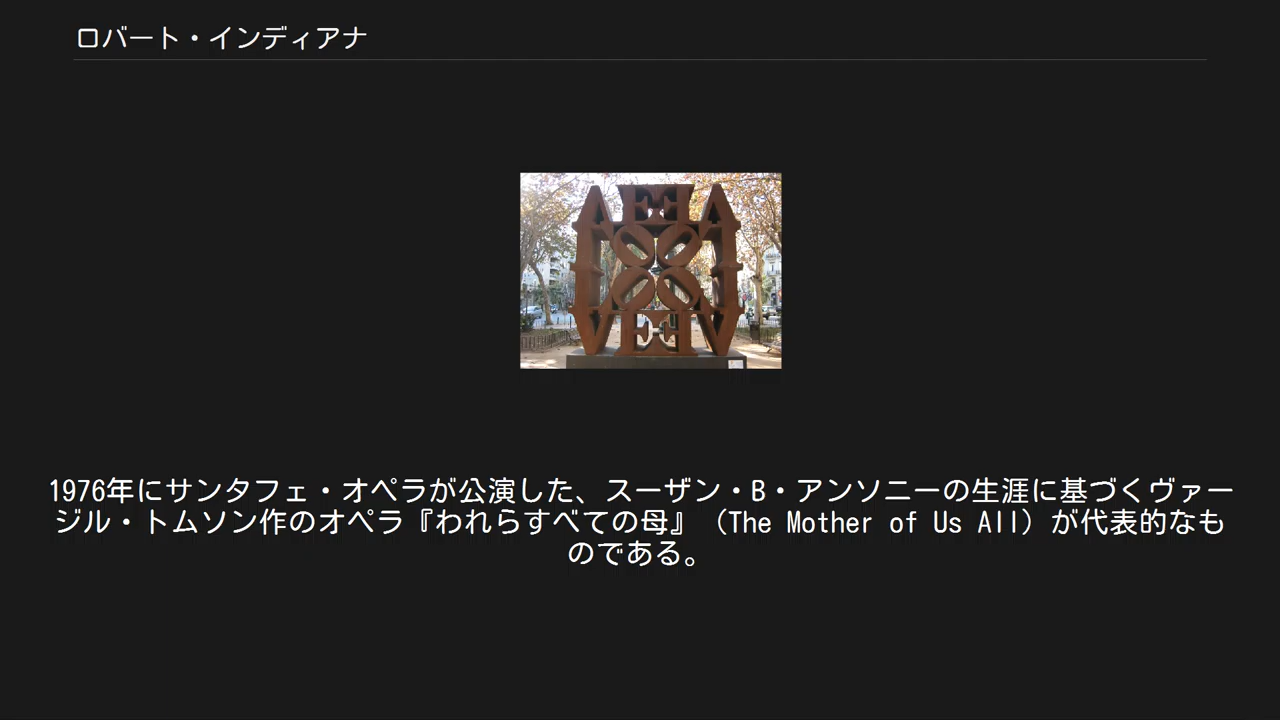 ロバート・インディアナ
1976年にサンタフェ・オペラが公演した、スーザン・B・アンソニーの生涯に基づくヴァー
ジル・トムソン作のオペラ『われらすべての母』（The Mother of Us All）が代表的なも
のである。